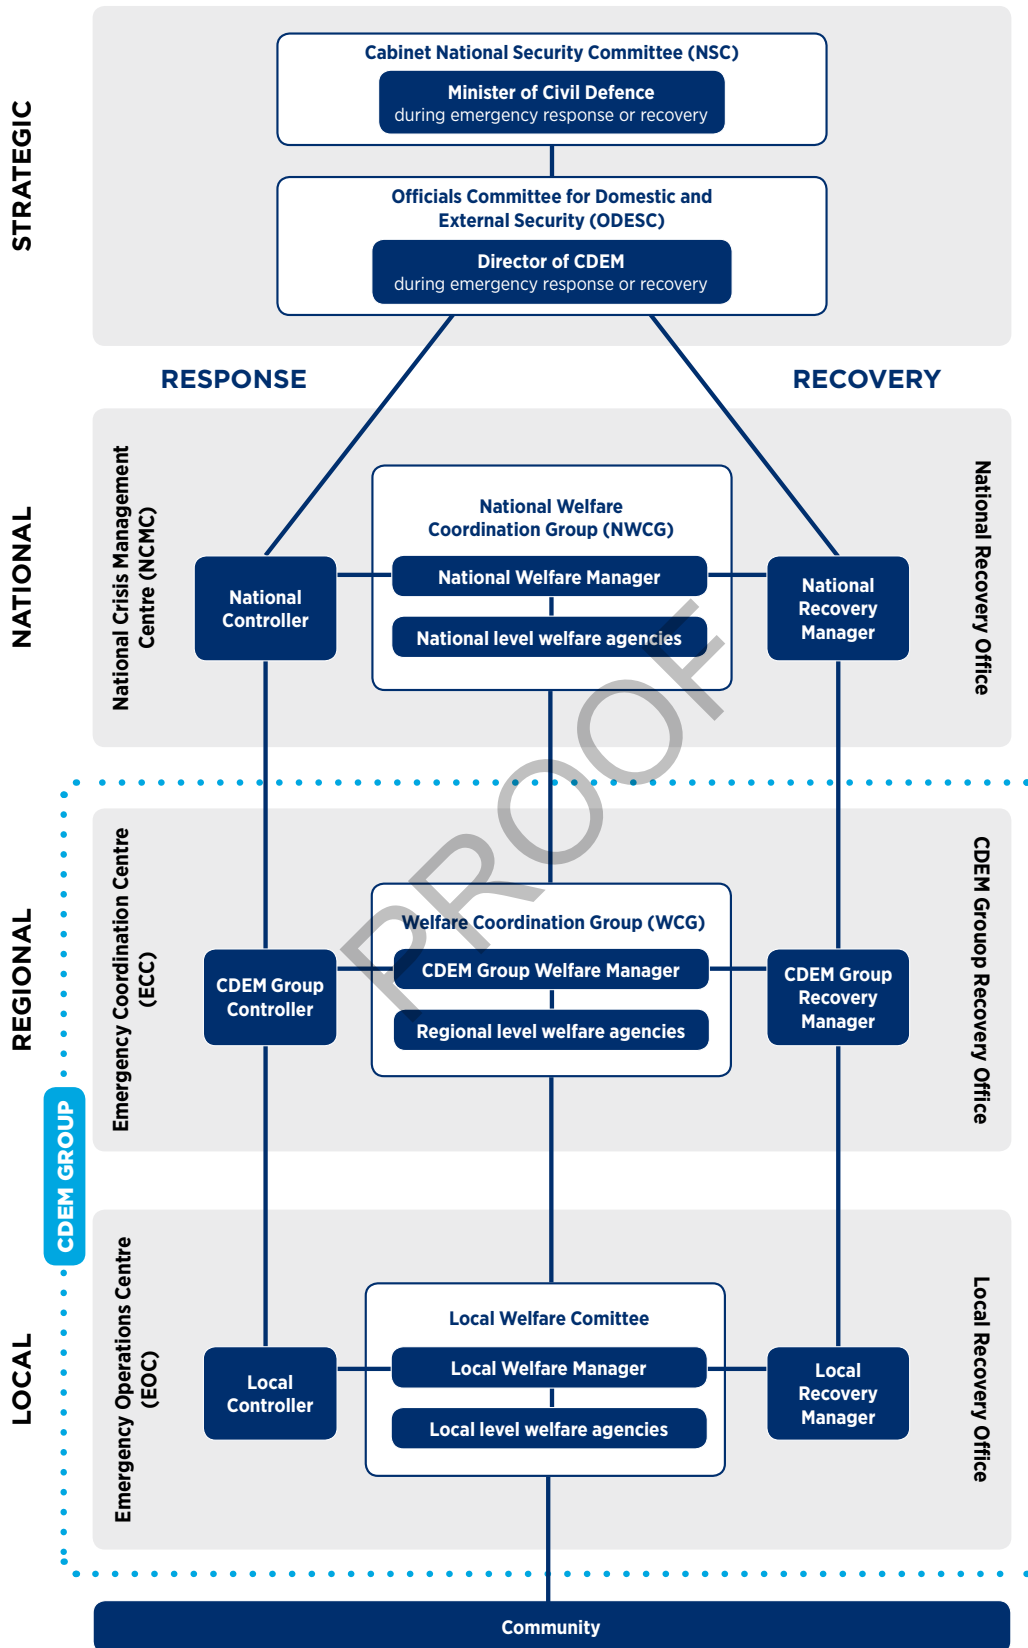 STRATEGIC
Cabinet National Security Committee (NSC)
Minister of Civil Defence
during emergency response or recovery
Officials Committee for Domestic and
External Security (ODESC)
Director of CDEM
during emergency response or recovery
RESPONSE
RECOVERY
NATIONAL
National Crisis Management
Centre (NCMC)
National Welfare
Coordination Group (NWCG)
National Controller
National Welfare Manager
National level welfare agencies
National
Recovery
Manager
National Recovery Office
PROOF
CDEM GROUP
REGIONAL
Emergency Coordination Centre
(ECC)
Welfare Coordination Group (WCG)
CDEM Group
Controller
CDEM Group Welfare Manager
Regional level welfare agencies
CDEM Group
Recovery
Manager
CDEM Grouop Recovery Office
LOCAL
Emergency Operations Centre
(EOC)
Local Welfare Comittee
Local
Controller
Local Welfare Manager
Local level welfare agencies
Local
Recovery
Manager
Local Recovery Office
Community